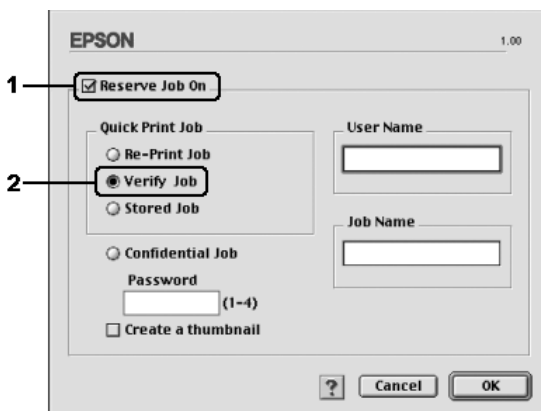 EPSON
1.00
1
Reserve Job On
Quick Print Job
Re-Print Job
2
Verify Job
Stored Job
Confidential Job
Password
(1-4)
Create a thumbnail
User Name
Job Name
?
Cancel
OK